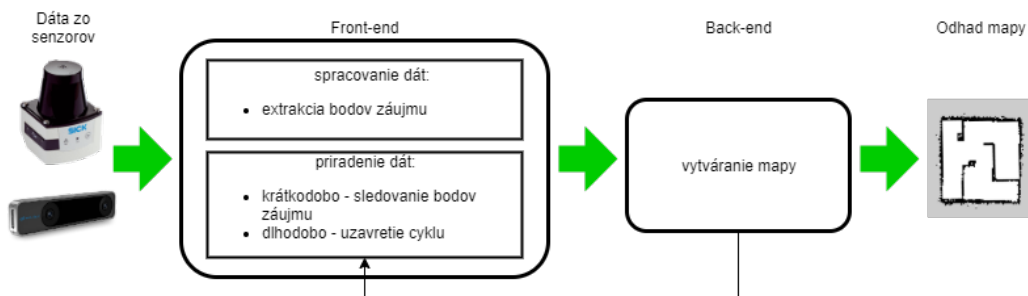 Dáta zo
senzorov
Front-end
Back-end
Odhad mapy
spracovanie dát:
• extrakcia bodov záujmu
SICK
priradenie dát:
• krátkodobo - sledovanie bodov
záujmu
• dlhodobo - uzavretie cyklu
vytváranie mapy